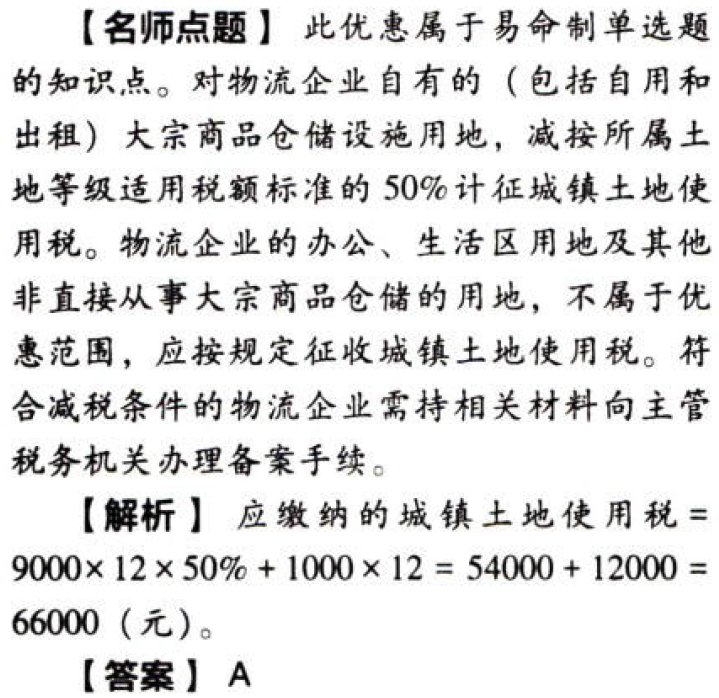 【名师点题】 此优惠属于易命制单选题
的知识点。对物流企业自有的（包括自用和
出租）大宗商品仓储设施用地，减按所属土
地等级适用税额标准的 50%计征城镇土地使
用税。物流企业的办公、生活区用地及其他
非直接从事大宗商品仓储的用地，不属于优
惠范围，应按规定征收城镇土地使用税。符
合减税条件的物流企业需持相关材料向主管
税务机关办理备案手续。
【解析】 应缴纳的城镇土地使用税 =
9000× 12 × 50% + 1000 × 12 = 54000 + 12000 =
66000（元）。
【答案】 A